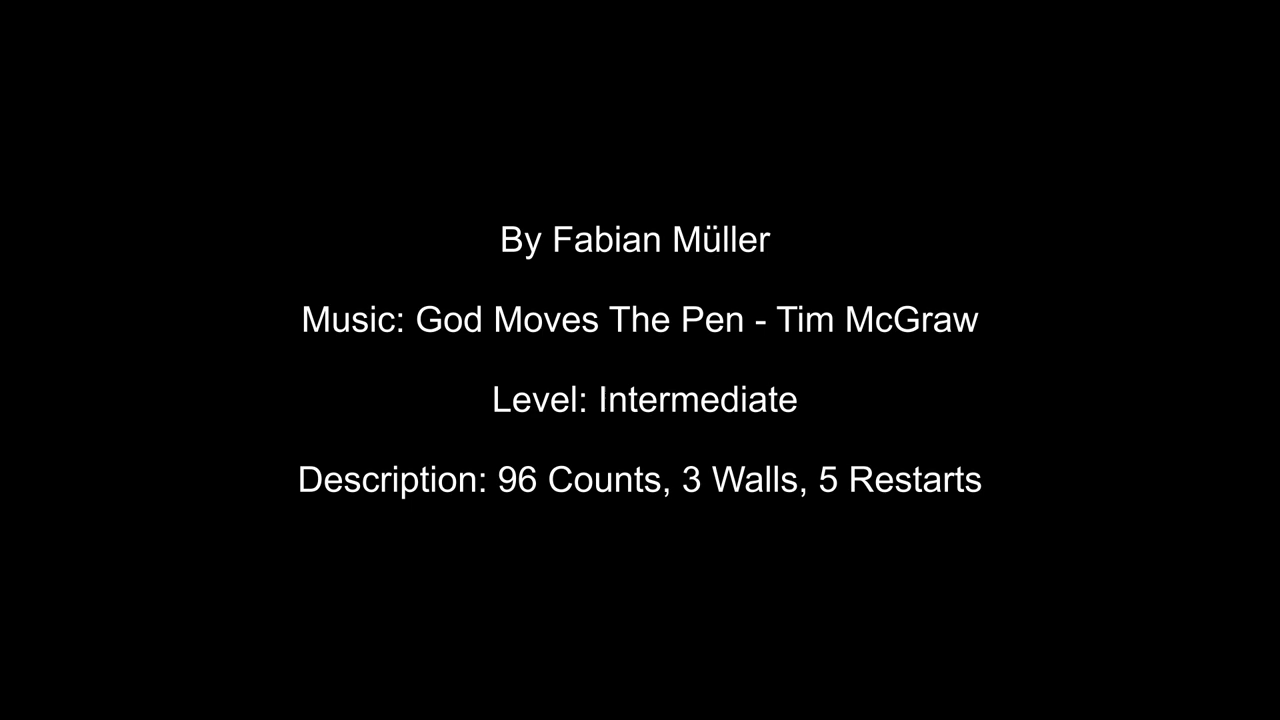 By Fabian Müller
Music: God Moves The Pen - Tim McGraw
Level: Intermediate
Description: 96 Counts, 3 Walls, 5 Restarts